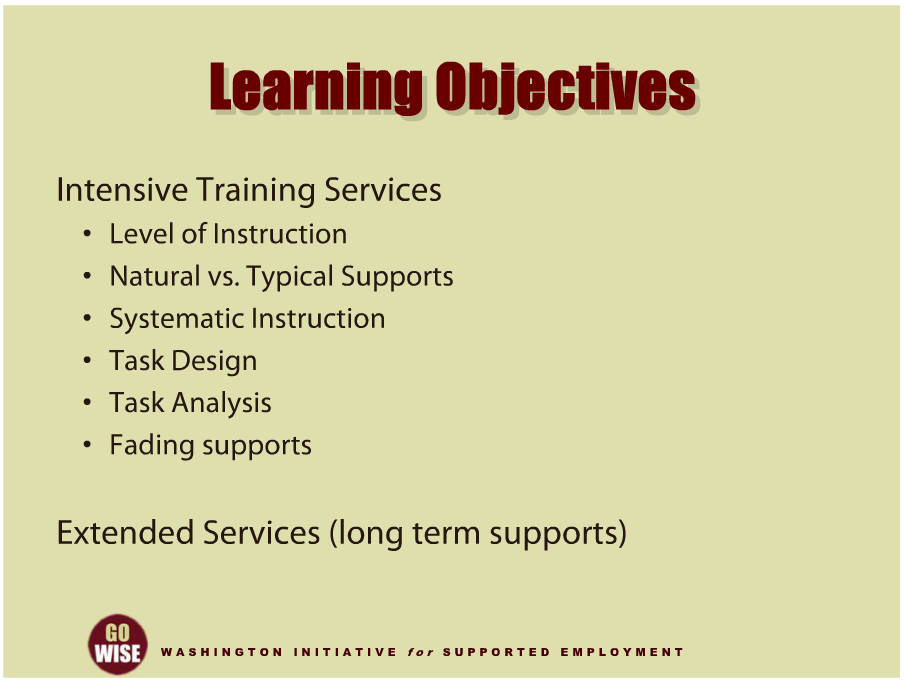 Learning Objectives
Intensive Training Services
• Level of Instruction
• Natural vs. Typical Supports
• Systematic Instruction
• Task Design
• Task Analysis
• Fading supports
Extended Services (long term supports)
GO
WISE
WASHINGTON INITIATIVE for SUPPORTED EMPLOYMENT